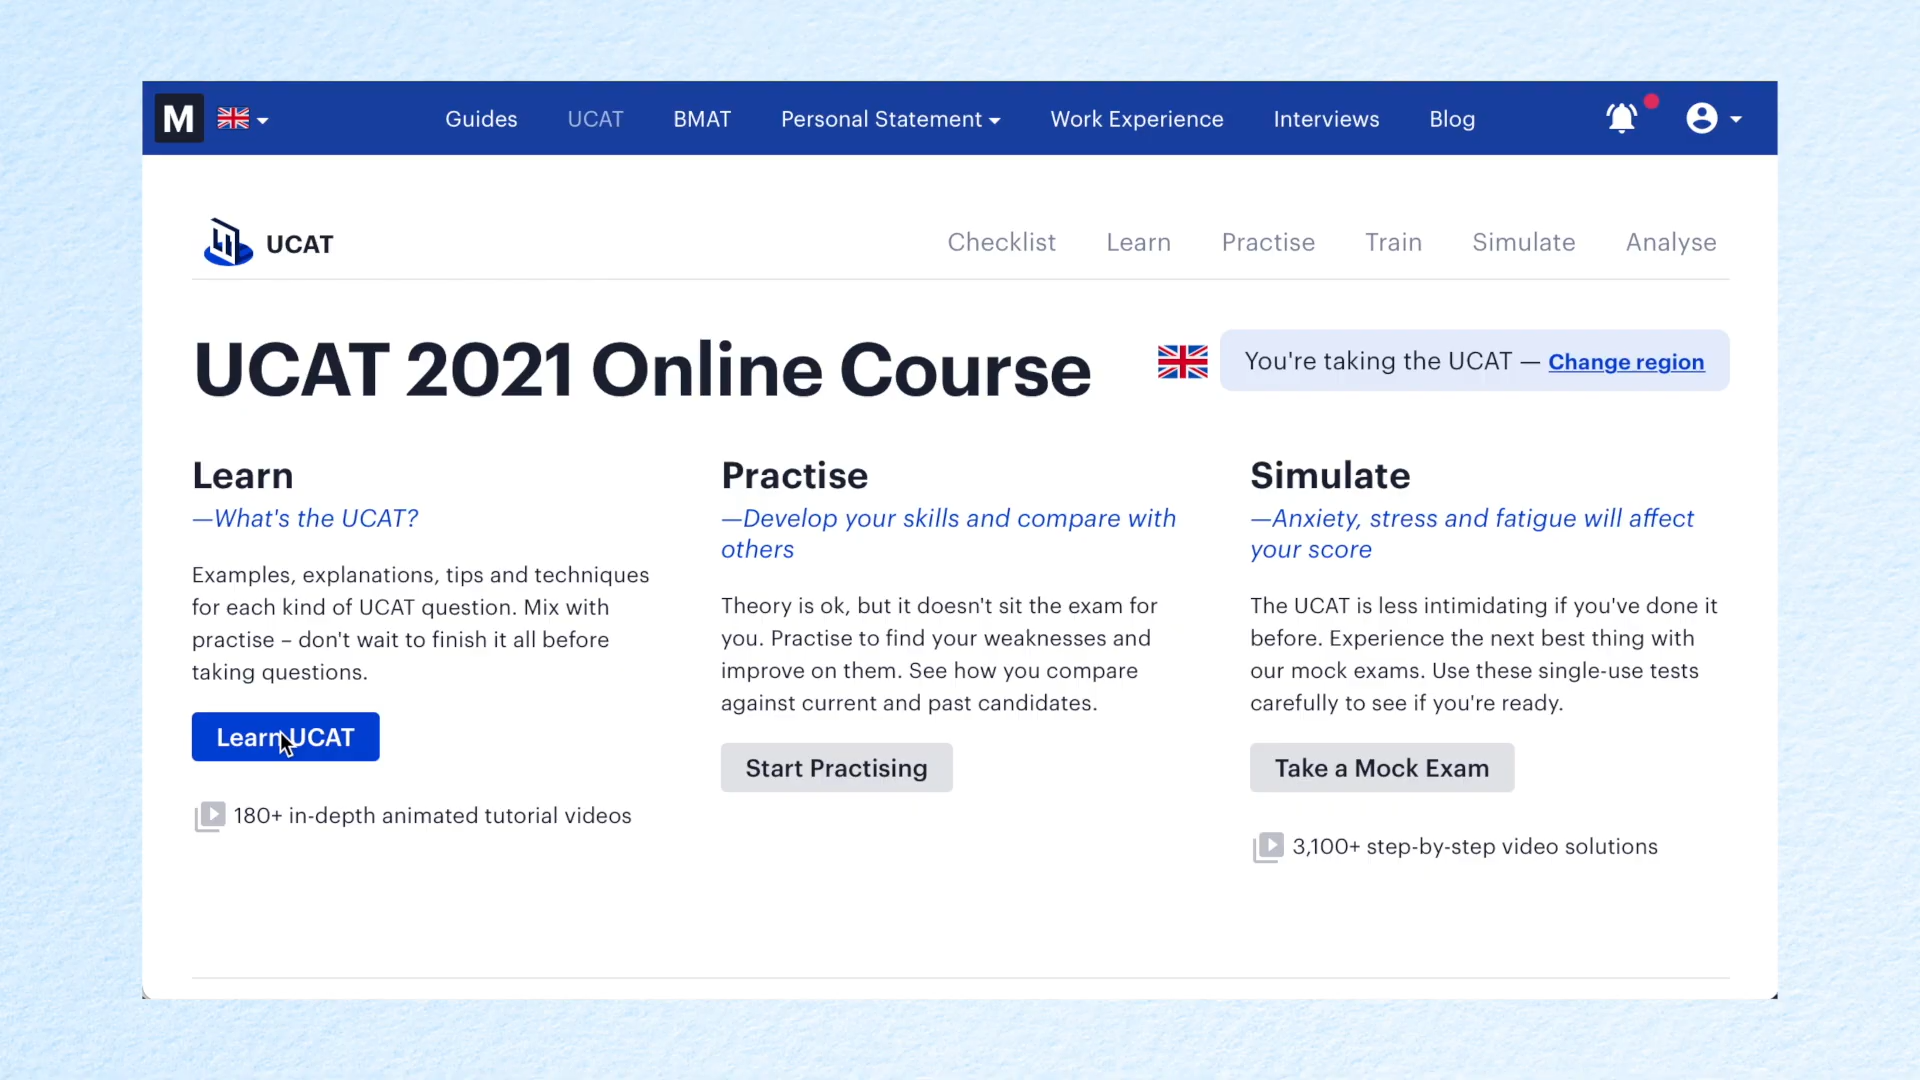 M
Guides UCAT BMAT Personal Statement Work Experience Interviews Blog
UCAT
Checklist Learn Practise Train Simulate Analyse
UCAT 2021 Online Course
You're taking the UCAT — Change region
Learn
—What's the UCAT?
Examples, explanations, tips and techniques
for each kind of UCAT question. Mix with
practise – don't wait to finish it all before
taking questions.
Learn UCAT
180+ in-depth animated tutorial videos
Practise
—Develop your skills and compare with
others
Theory is ok, but it doesn't sit the exam for
you. Practise to find your weaknesses and
improve on them. See how you compare
against current and past candidates.
Start Practising
Simulate
—Anxiety, stress and fatigue will affect
your score
The UCAT is less intimidating if you've done it
before. Experience the next best thing with
our mock exams. Use these single-use tests
carefully to see if you're ready.
Take a Mock Exam
3,100+ step-by-step video solutions